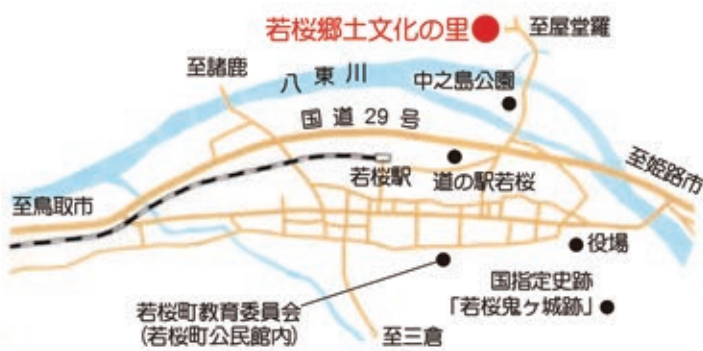 若桜郷土文化の里
至屋堂羅
至諸鹿
八東川
中之島公園
国道29号
若桜駅
道の駅若桜
至姫路市
至鳥取市
役場
国指定史跡
「若桜鬼ヶ城跡」
若桜町教育委員会
(若桜町公民館内)
至三倉